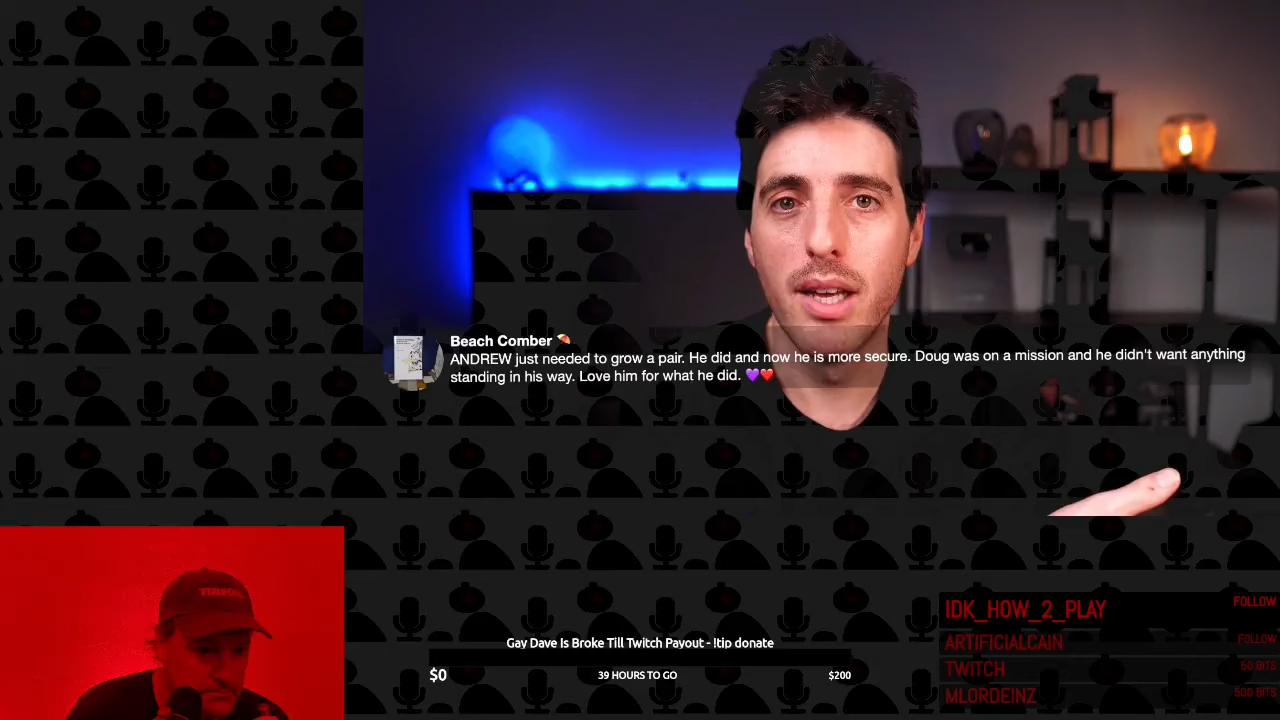 Beach Comber
ANDREW just needed to grow a pair. He did and now he is more secure. Doug was on a mission and he didn't want anything
standing in his way. Love him for what he did. 💜❤️
IDK_HOW_2_PLAY FOLLOW
ARTIFICIALCAIN FOLLOW
TWITCH 50 BITS
MLORDEINZ 500 BITS
Gay Dave Is Broke Till Twitch Payout - !tip donate
$0 39 HOURS TO GO $200